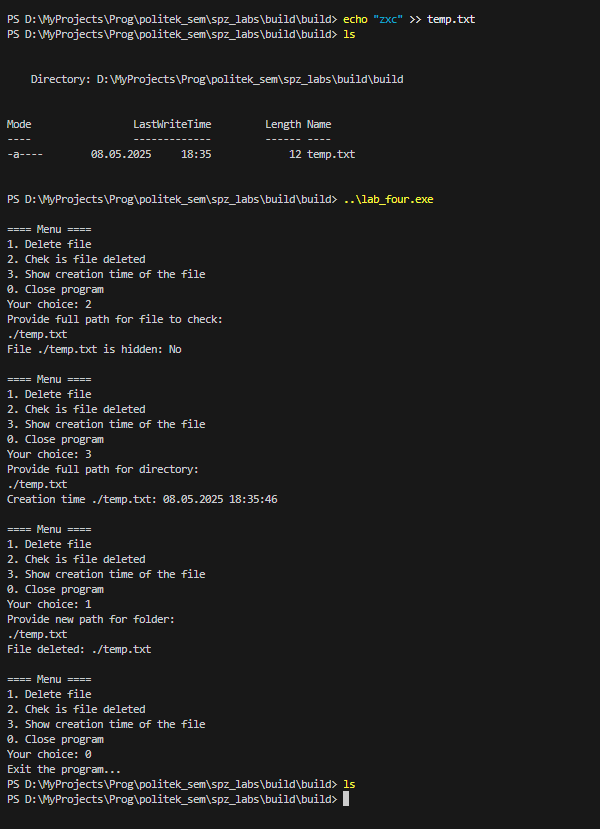 PS D:\MyProjects\Prog\politek_sem\spz_labs\build\build> echo "zxc" >> temp.txt
PS D:\MyProjects\Prog\politek_sem\spz_labs\build\build> ls
Directory: D:\MyProjects\Prog\politek_sem\spz_labs\build\build
Mode                 LastWriteTime         Length Name
----                 -------------         ------ ----
-a----        08.05.2025     18:35             12 temp.txt
PS D:\MyProjects\Prog\politek_sem\spz_labs\build\build> ..\lab_four.exe
==== Menu ====
1. Delete file
2. Chek is file deleted
3. Show creation time of the file
0. Close program
Your choice: 2
Provide full path for file to check:
./temp.txt
File ./temp.txt is hidden: No
==== Menu ====
1. Delete file
2. Chek is file deleted
3. Show creation time of the file
0. Close program
Your choice: 3
Provide full path for directory:
./temp.txt
Creation time ./temp.txt: 08.05.2025 18:35:46
==== Menu ====
1. Delete file
2. Chek is file deleted
3. Show creation time of the file
0. Close program
Your choice: 1
Provide new path for folder:
./temp.txt
File deleted: ./temp.txt
==== Menu ====
1. Delete file
2. Chek is file deleted
3. Show creation time of the file
0. Close program
Your choice: 0
Exit the program...
PS D:\MyProjects\Prog\politek_sem\spz_labs\build\build> ls
PS D:\MyProjects\Prog\politek_sem\spz_labs\build\build>